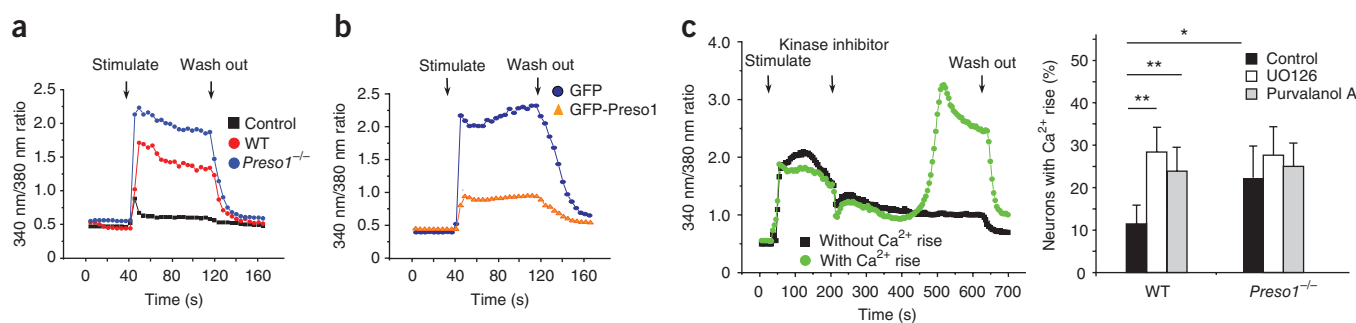 a
Stimulate
Wash out
2.5
2.0
1.5
1.0
0.5
0
340 nm/380 nm ratio
Control
WT
Preso1–/–
0 40 80 120 160
Time (s)
b
Stimulate
Wash out
2.5
2.0
1.5
1.0
0.5
0
340 nm/380 nm ratio
GFP
GFP-Preso1
0 40 80 120 160
Time (s)
c
Kinase inhibitor
Stimulate
Wash out
4.0
3.0
2.0
1.0
0
340 nm/380 nm ratio
Without Ca2+ rise
With Ca2+ rise
0 100 200 300 400 500 600 700
Time (s)
Neurons with Ca2+ rise (%)
50
40
30
20
10
0
*
**
**
Control
UO126
Purvalanol A
WT
Preso1–/–